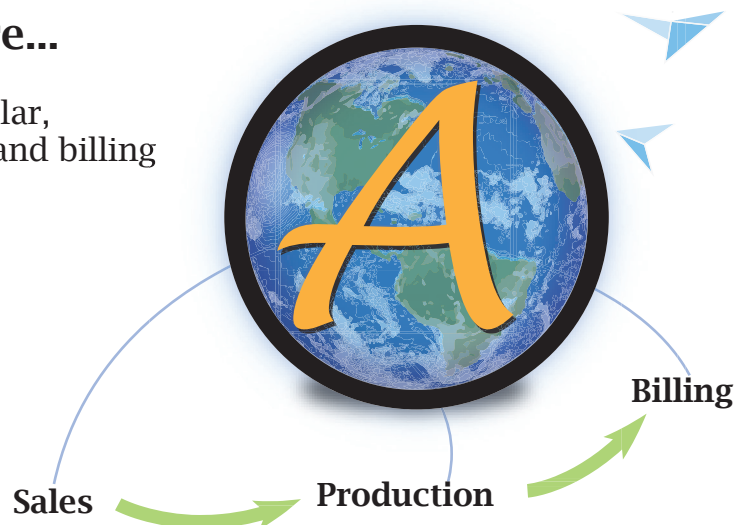 e...
lar,
and billing
A
Billing
Production
Sales